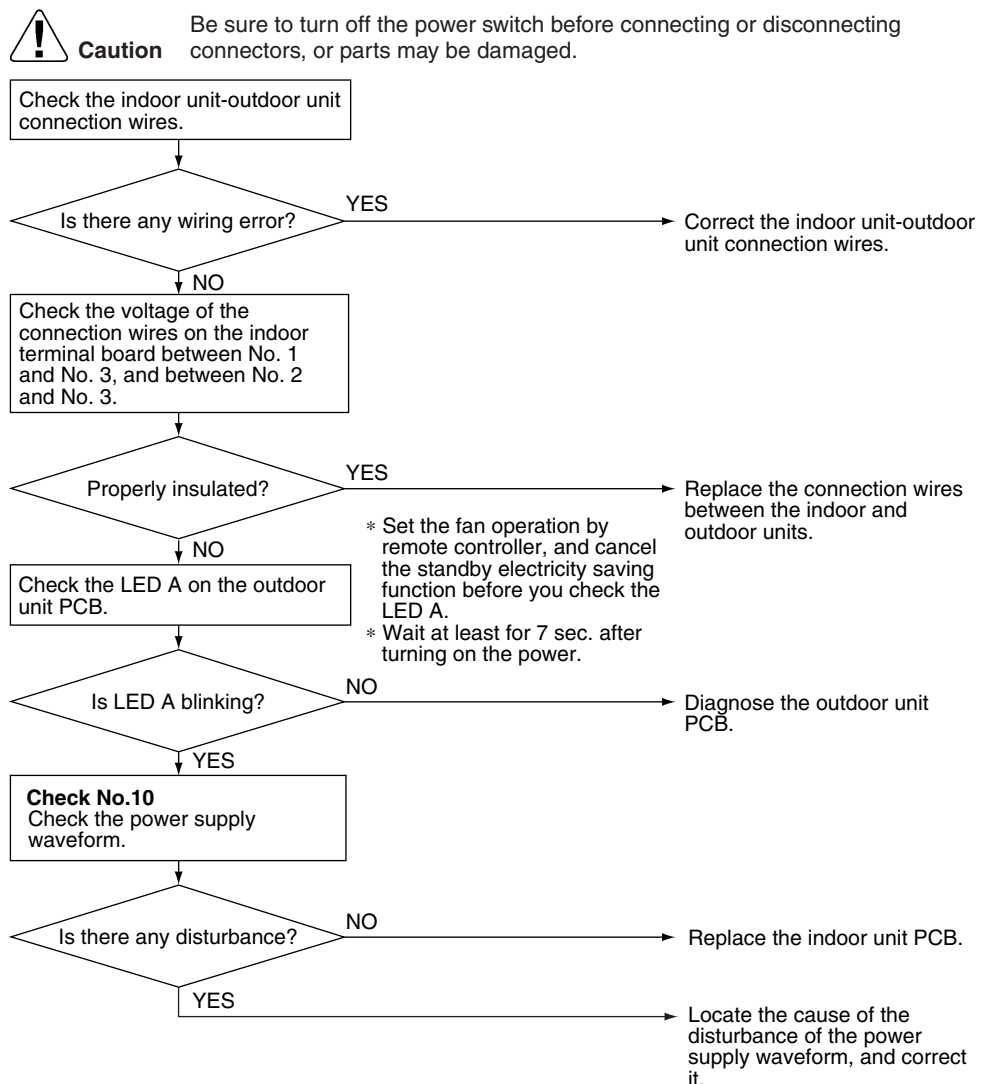 Be sure to turn off the power switch before connecting or disconnecting
Caution connectors, or parts may be damaged.
Check the indoor unit-outdoor unit
connection wires.
Is there any wiring error?
YES
Correct the indoor unit-outdoor
unit connection wires.
NO
Check the voltage of the
connection wires on the indoor
terminal board between No. 1
and No. 3, and between No. 2
and No. 3.
Properly insulated?
YES
Replace the connection wires
between the indoor and
outdoor units.
NO
Check the LED A on the outdoor
unit PCB.
* Set the fan operation by
remote controller, and cancel
the standby electricity saving
function before you check the
LED A.
* Wait at least for 7 sec. after
turning on the power.
Is LED A blinking?
NO
Diagnose the outdoor unit
PCB.
YES
Check No.10
Check the power supply
waveform.
Is there any disturbance?
NO
Replace the indoor unit PCB.
YES
Locate the cause of the
disturbance of the power
supply waveform, and correct
it.